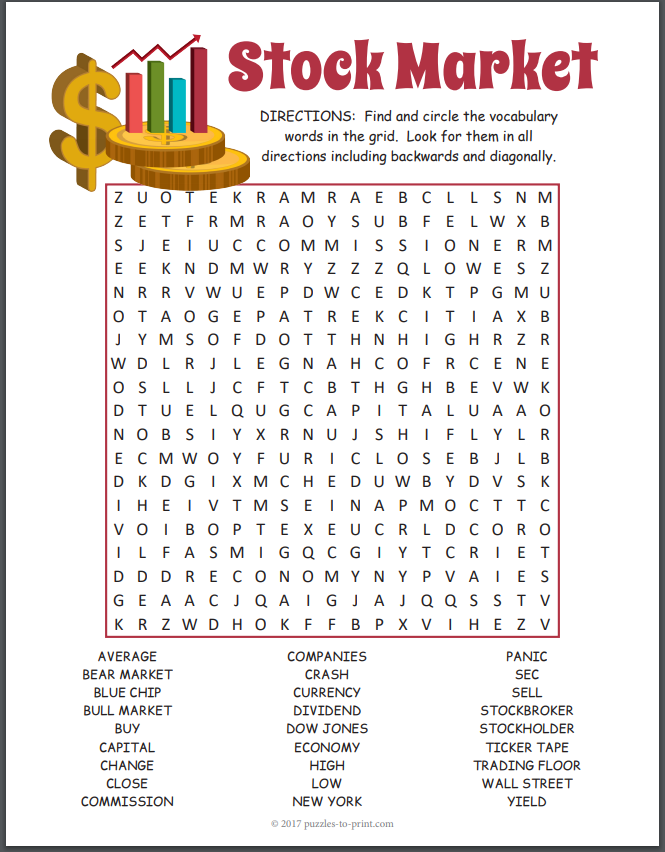 Stock Market
DIRECTIONS: Find and circle the vocabulary
words in the grid. Look for them in all
directions including backwards and diagonally.
Z U O T E K R A M R A E B C L L S N M
Z E T F R M R A O Y S U B F E L W X B
S J E I U C C O M M I S S I O N E R M
E E K N D M W R Y Z Z Z Q L O W E S Z
N R R V W U E P D W C E D K T P G M U
O T A O G E P A T R E K C I T I A X B
J Y M S O F D O T T H N H I G H R Z R
W D L R J L E G N A H C O F R C E N E
O S L L J C F T C B T H G H B E V W K
D T U E L Q U G C A P I T A L U A A O
N O B S I Y X R N U J S H I F L Y L R
E C M W O Y F U R I C L O S E B J L B
D K D G I X M C H E D U W B Y D V S K
I H E I V T M S E I N A P M O C T T C
V O I B O P T E X E U C R L D C O R O
I L F A S M I G Q C G I Y T C R I E T
D D D R E C O N O M Y N Y P V A I E S
G E A A C J Q A I G J A J Q Q S S T V
K R Z W D H O K F F B P X V I H E Z V
AVERAGE COMPANIES PANIC
BEAR MARKET CRASH SEC
BLUE CHIP CURRENCY SELL
BULL MARKET DIVIDEND STOCKBROKER
BUY DOW JONES STOCKHOLDER
CAPITAL ECONOMY TICKER TAPE
CHANGE HIGH TRADING FLOOR
CLOSE LOW WALL STREET
COMMISSION NEW YORK YIELD
© 2017 puzzles-to-print.com